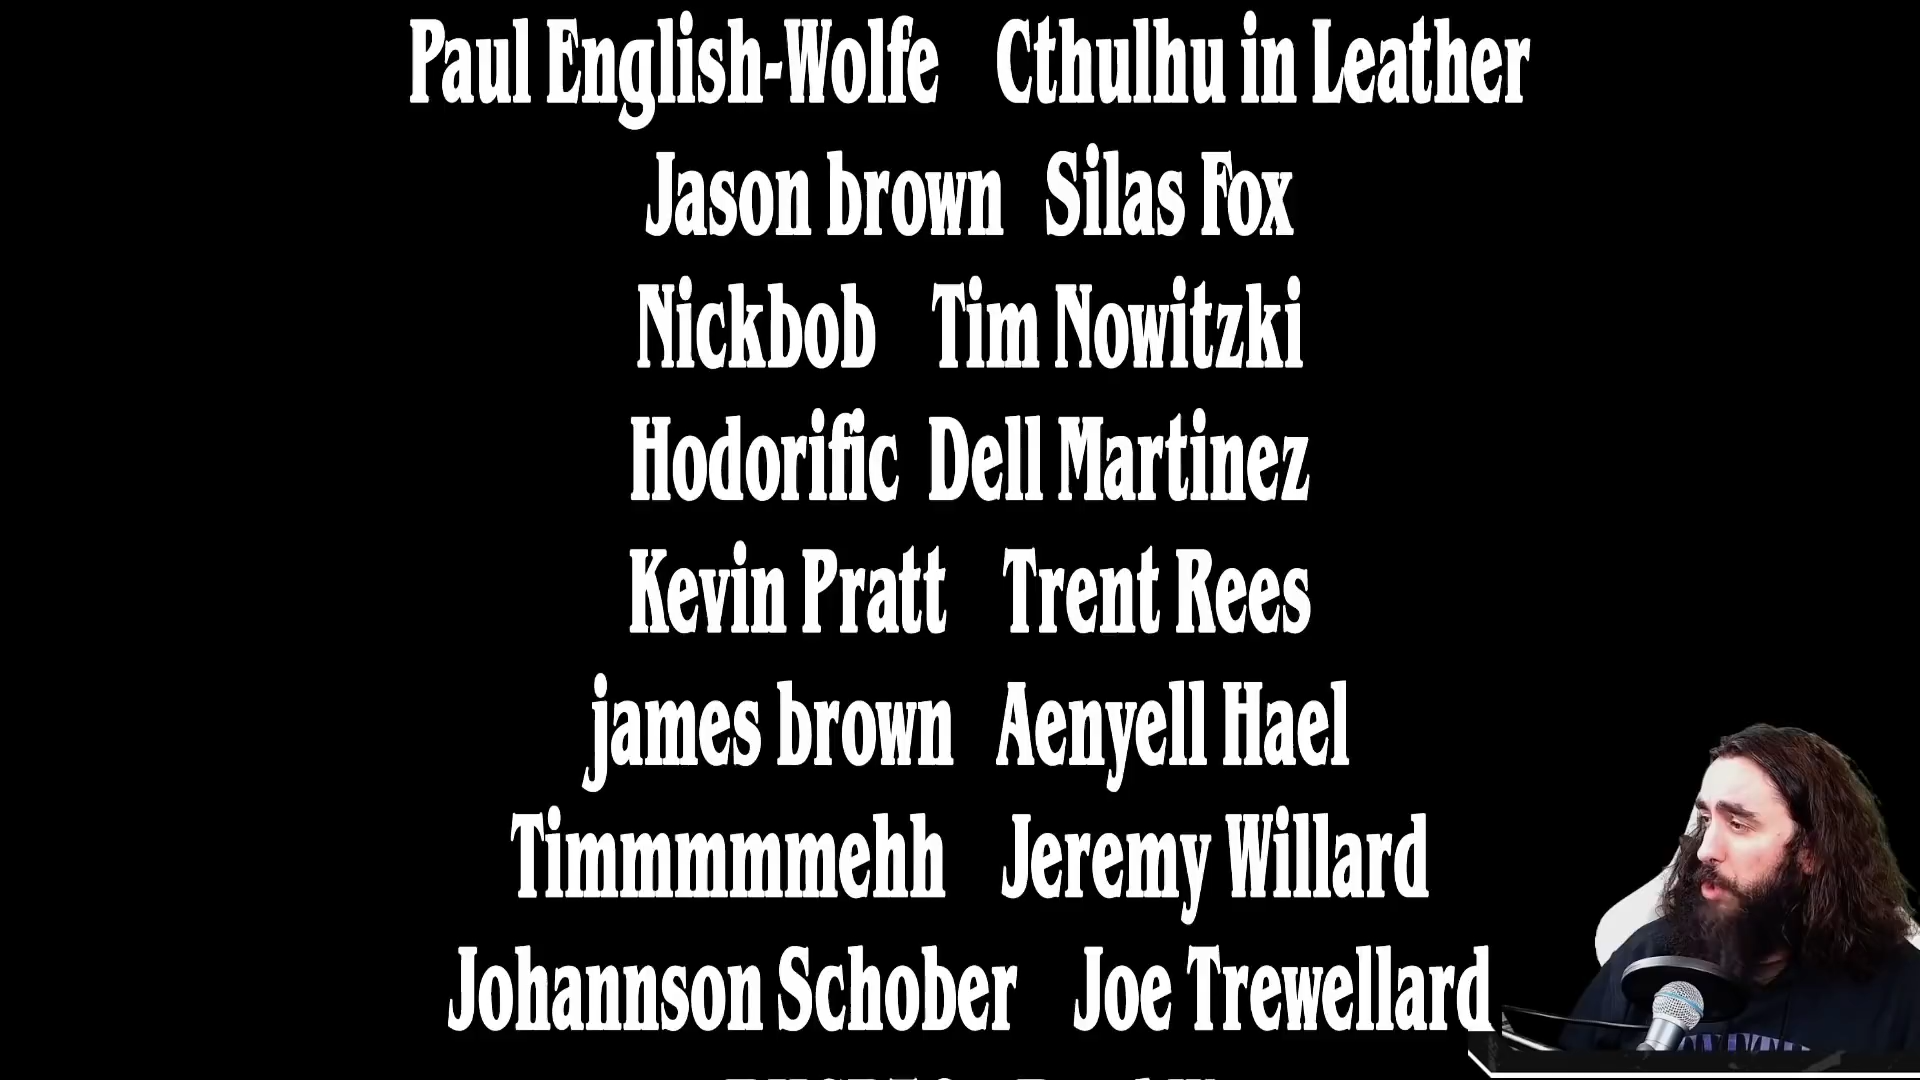 Paul English-Wolfe Cthulhu in Leather
Jason brown Silas Fox
Nickbob Tim Nowitzki
Hodorific Dell Martinez
Kevin Pratt Trent Rees
james brown Aenyell Hael
Timmmmmehh Jeremy Willard
Johannson Schober Joe Trewellard